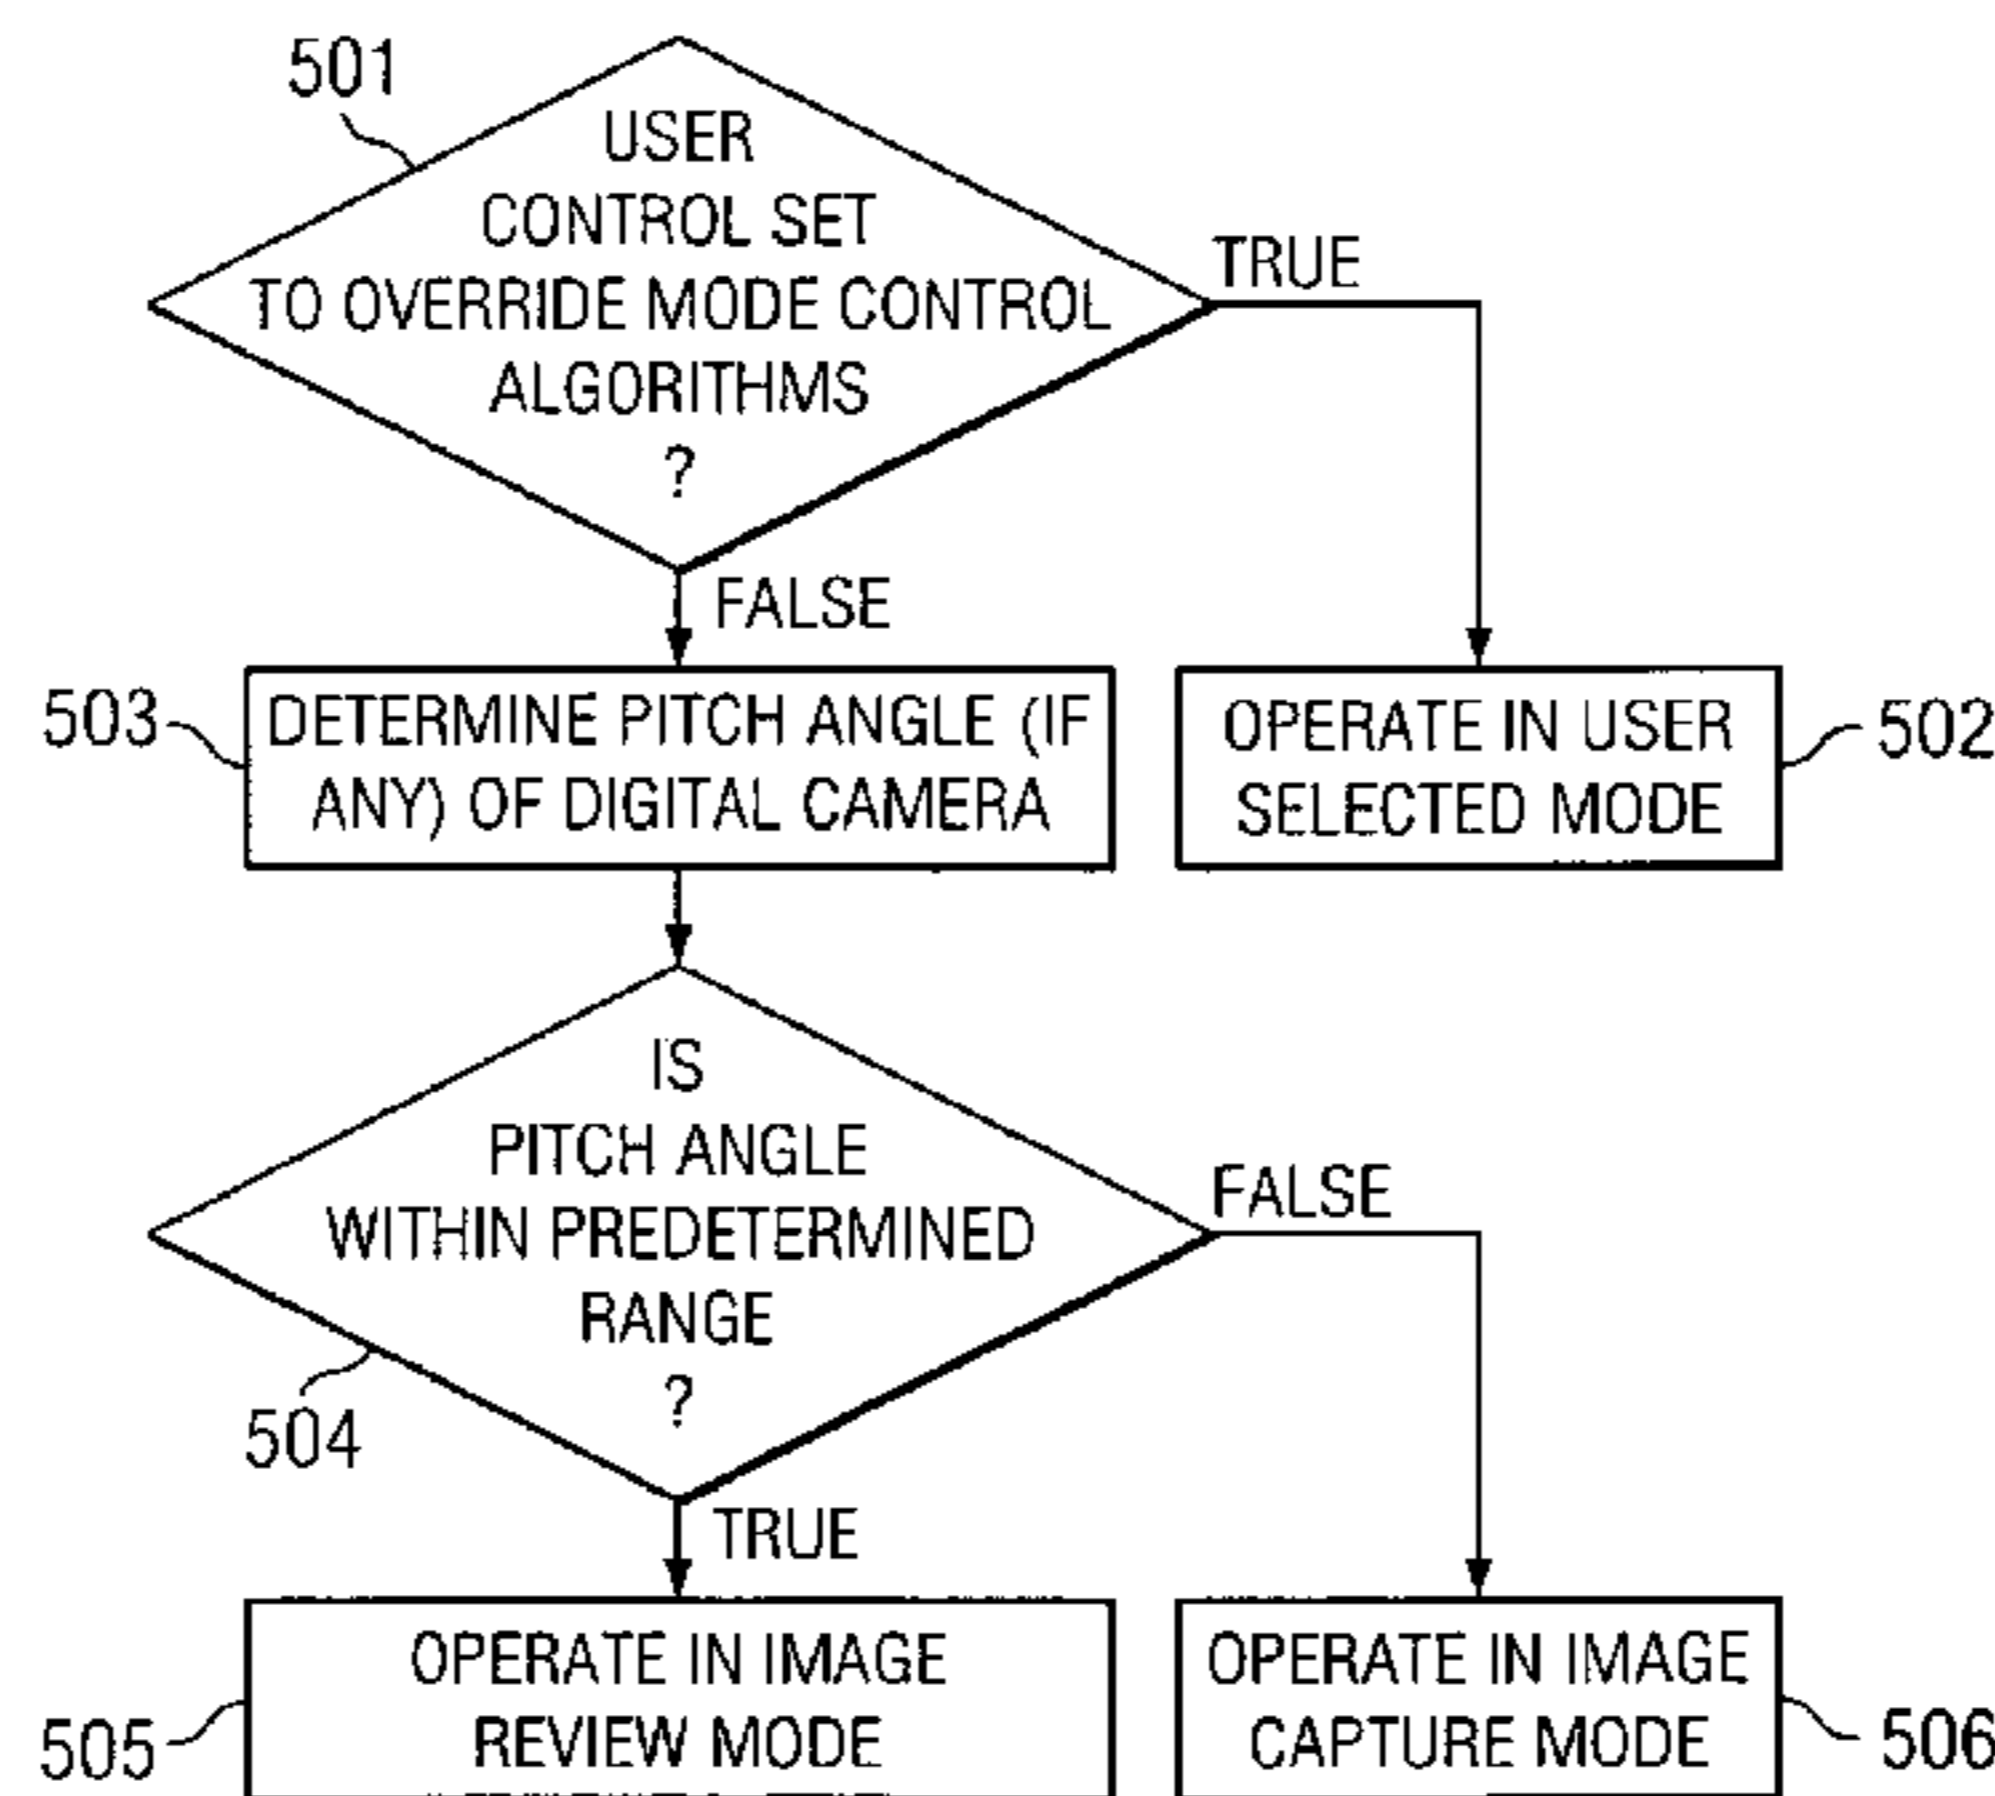 501
USER
CONTROL SET
TO OVERRIDE MODE CONTROL
ALGORITHMS
?
TRUE
FALSE
503
DETERMINE PITCH ANGLE (IF
ANY) OF DIGITAL CAMERA
OPERATE IN USER
SELECTED MODE
502
IS
PITCH ANGLE
WITHIN PREDETERMINED
RANGE
?
FALSE
504
TRUE
505
OPERATE IN IMAGE
REVIEW MODE
OPERATE IN IMAGE
CAPTURE MODE
506